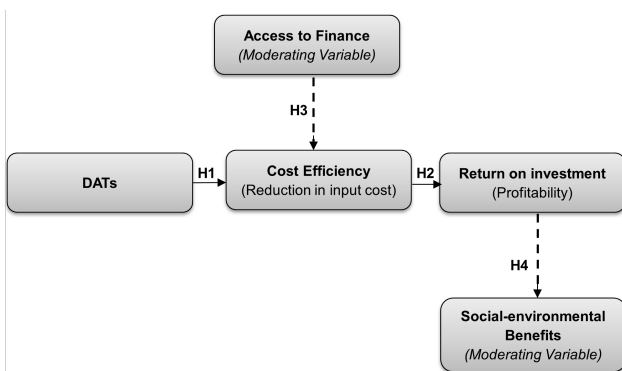 Access to Finance
(Moderating Variable)
H3
DATs
H1
Cost Efficiency
(Reduction in input cost)
H2
Return on investment
(Profitability)
H4
Social-environmental
Benefits
(Moderating Variable)